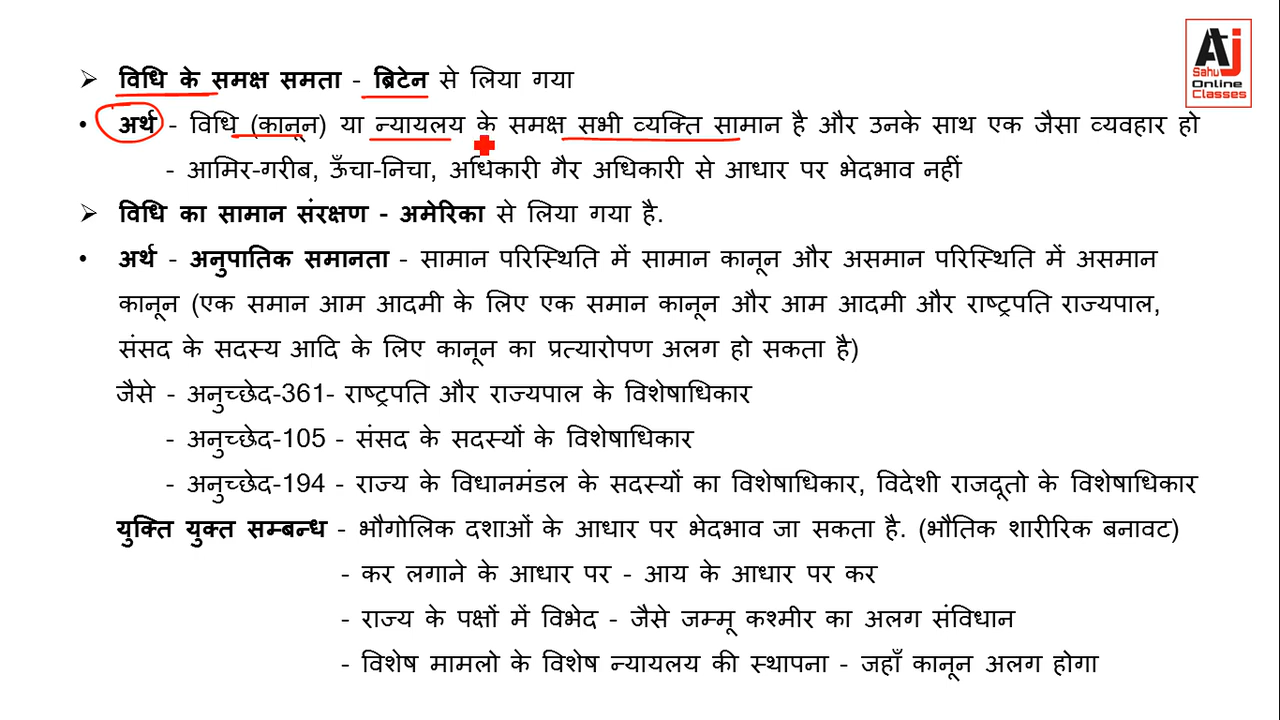 AJ
Sahu
Online
Classes
➢ विधि के समक्ष समता - ब्रिटेन से लिया गया
• अर्थ - विधि (कानून) या न्यायलय के समक्ष सभी व्यक्ति सामान है और उनके साथ एक जैसा व्यवहार हो
- आमिर-गरीब, ऊँचा-निचा, अधिकारी गैर अधिकारी से आधार पर भेदभाव नहीं
➢ विधि का सामान संरक्षण - अमेरिका से लिया गया है.
• अर्थ - अनुपातिक समानता - सामान परिस्थिति में सामान कानून और असमान परिस्थिति में असमान
कानून (एक समान आम आदमी के लिए एक समान कानून और आम आदमी और राष्ट्रपति राज्यपाल,
संसद के सदस्य आदि के लिए कानून का प्रत्यारोपण अलग हो सकता है)
जैसे - अनुच्छेद-361- राष्ट्रपति और राज्यपाल के विशेषाधिकार
- अनुच्छेद-105 - संसद के सदस्यों के विशेषाधिकार
- अनुच्छेद-194 - राज्य के विधानमंडल के सदस्यों का विशेषाधिकार, विदेशी राजदूतो के विशेषाधिकार
युक्ति युक्त सम्बन्ध - भौगोलिक दशाओं के आधार पर भेदभाव जा सकता है. (भौतिक शारीरिक बनावट)
- कर लगाने के आधार पर - आय के आधार पर कर
- राज्य के पक्षों में विभेद - जैसे जम्मू कश्मीर का अलग संविधान
- विशेष मामलो के विशेष न्यायलय की स्थापना - जहाँ कानून अलग होगा